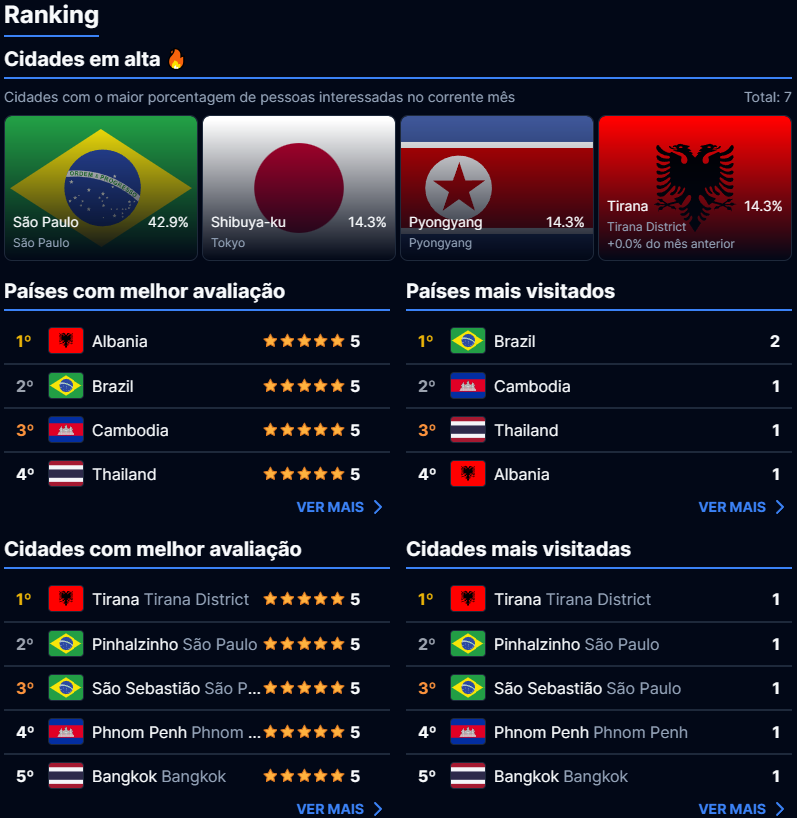 Ranking
Cidades em alta 🔥
Cidades com o maior porcentagem de pessoas interessadas no corrente mês Total: 7
ORDEM E PROGRESSO
São Paulo 42.9%
São Paulo
Shibuya-ku 14.3%
Tokyo
Pyongyang 14.3%
Pyongyang
Tirana 14.3%
Tirana District
+0.0% do mês anterior
Países com melhor avaliação
1º Albania 5
2º Brazil 5
3º Cambodia 5
4º Thailand 5
VER MAIS
Países mais visitados
1º Brazil 2
2º Cambodia 1
3º Thailand 1
4º Albania 1
VER MAIS
Cidades com melhor avaliação
1º Tirana Tirana District 5
2º Pinhalzinho São Paulo 5
3º São Sebastião São P... 5
4º Phnom Penh Phnom ... 5
5º Bangkok Bangkok 5
VER MAIS
Cidades mais visitadas
1º Tirana Tirana District 1
2º Pinhalzinho São Paulo 1
3º São Sebastião São Paulo 1
4º Phnom Penh Phnom Penh 1
5º Bangkok Bangkok 1
VER MAIS